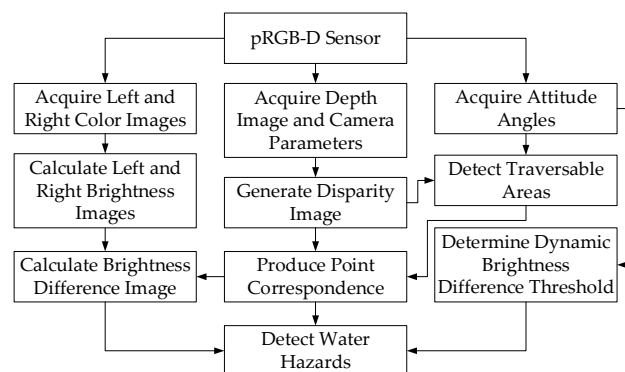 pRGB-D Sensor
Acquire Left and
Right Color Images
Acquire Depth
Image and Camera
Parameters
Acquire Attitude
Angles
Calculate Left and
Right Brightness
Images
Generate Disparity
Image
Detect Traversable
Areas
Calculate Brightness
Difference Image
Produce Point
Correspondence
Determine Dynamic
Brightness
Difference Threshold
Detect Water
Hazards